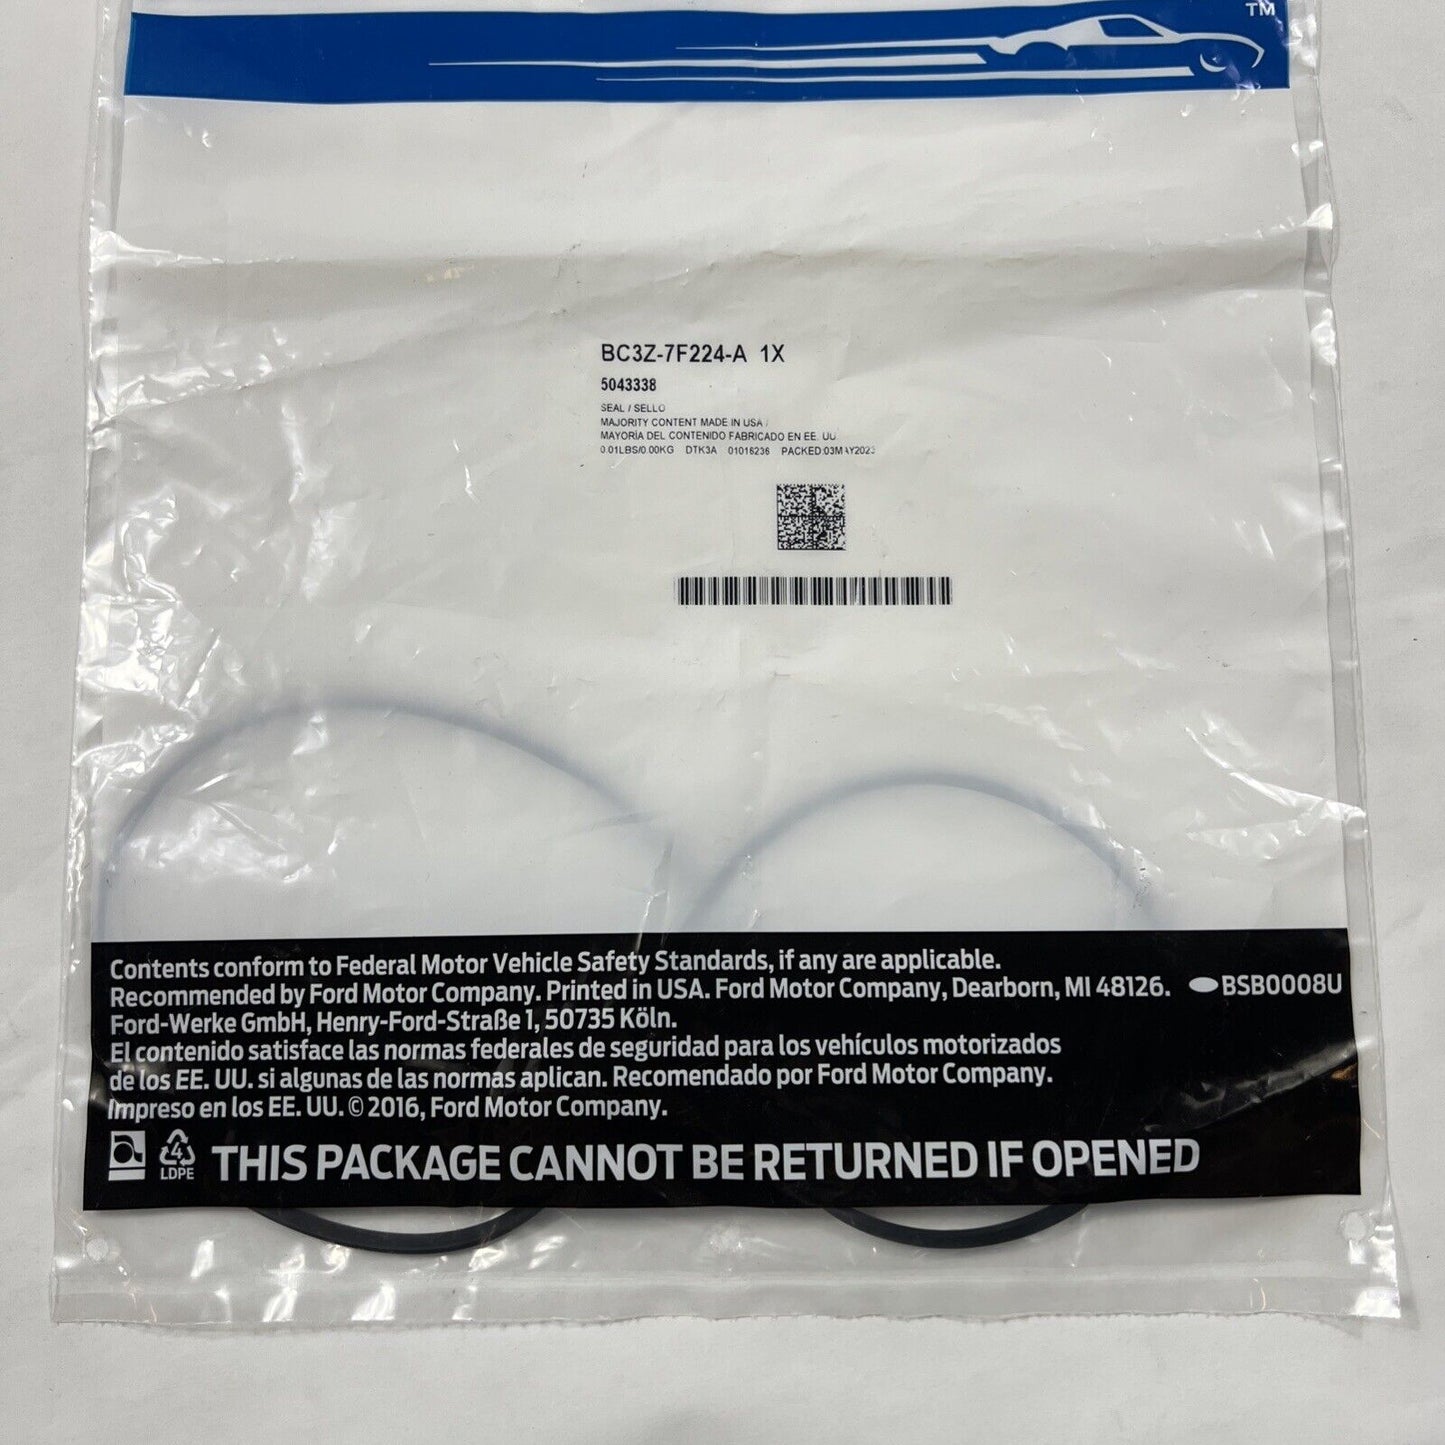 TM
BC3Z-7F224-A 1X
5043338
SEAL / SELLO
MAJORITY CONTENT MADE IN USA /
MAYORÍA DEL CONTENIDO FABRICADO EN EE. UU
0.01LBS/0.00KG DTK3A 01016236 PACKED:03MAY2023
Contents conform to Federal Motor Vehicle Safety Standards, if any are applicable.
Recommended by Ford Motor Company. Printed in USA. Ford Motor Company, Dearborn, MI 48126. BSB0008U
Ford-Werke GmbH, Henry-Ford-Straße 1, 50735 Köln.
El contenido satisface las normas federales de seguridad para los vehículos motorizados
de los EE. UU. si algunas de las normas aplican. Recomendado por Ford Motor Company.
Impreso en los EE. UU. © 2016, Ford Motor Company.
4
LDPE
THIS PACKAGE CANNOT BE RETURNED IF OPENED